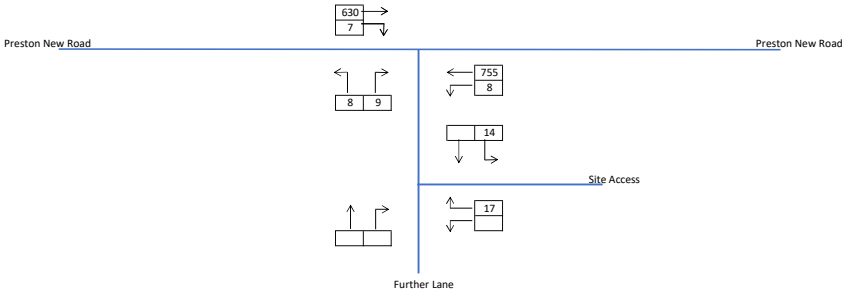 630
7
Preston New Road
Preston New Road
755
8
8 9
14
Site Access
17
Further Lane